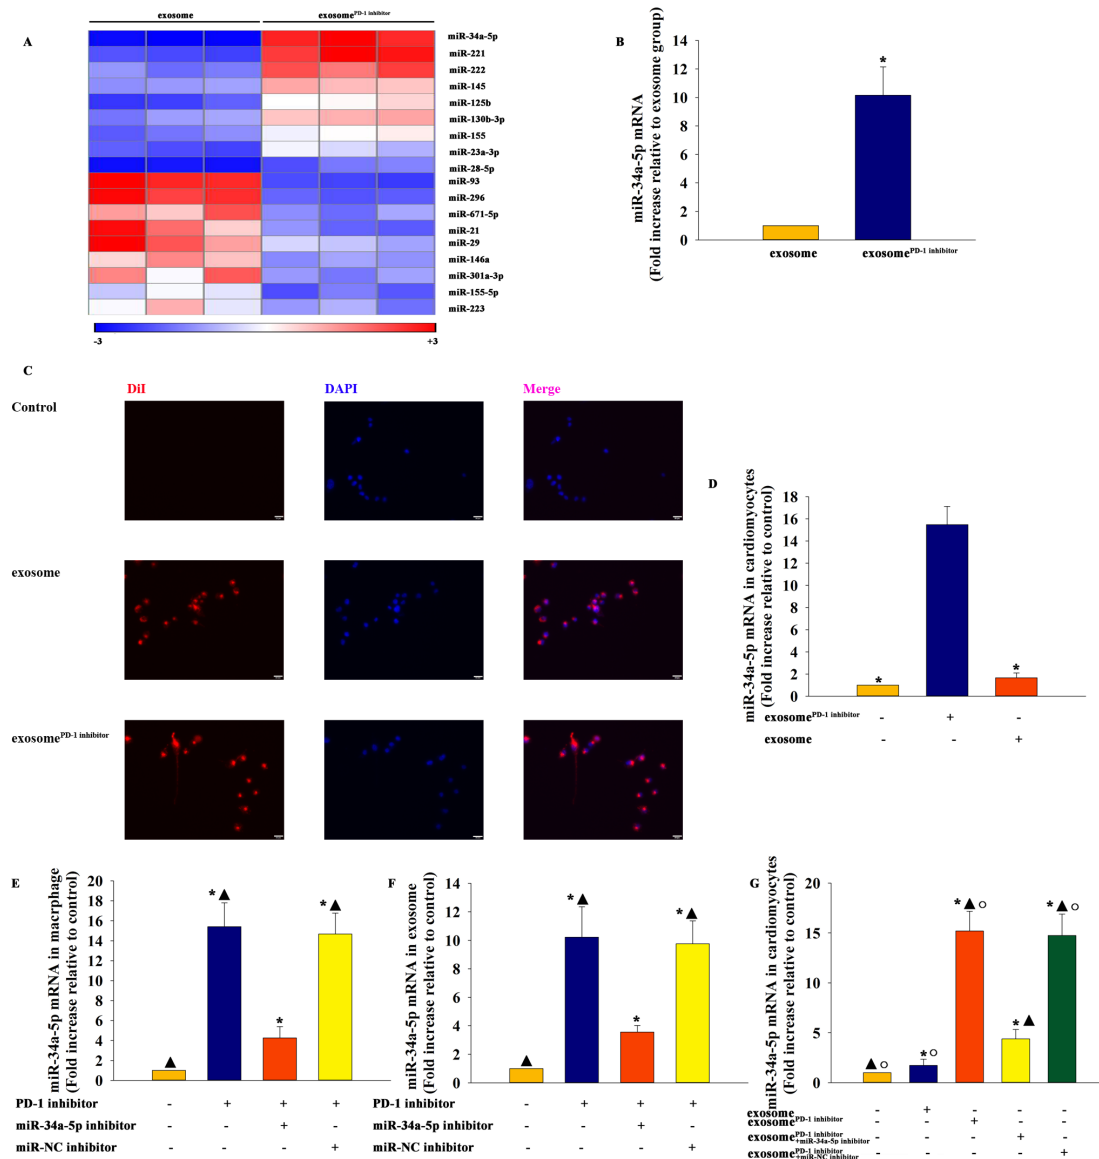 A
exosome
exosome PD-1 inhibitor
miR-34a-5p
miR-221
miR-222
miR-145
miR-125b
miR-130b-3p
miR-155
miR-23a-3p
miR-28-5p
miR-93
miR-296
miR-671-5p
miR-21
miR-29
miR-146a
miR-301a-3p
miR-155-5p
miR-223
-3
+3
B
miR-34a-5p mRNA
(Fold increase relative to exosome group)
14
12
10
8
6
4
2
0
*
exosome
exosome PD-1 inhibitor
C
DiI
DAPI
Merge
Control
exosome
exosome PD-1 inhibitor
D
miR-34a-5p mRNA in cardiomyocytes
(Fold increase relative to control)
18
16
14
12
10
8
6
4
2
0
* *
exosome PD-1 inhibitor - + -
exosome - - +
E
miR-34a-5p mRNA in macrphage
(Fold increase relative to control)
20
18
16
14
12
10
8
6
4
2
0
▲ *▲ * *▲
PD-1 inhibitor - + + +
miR-34a-5p inhibitor - - + -
miR-NC inhibitor - - - +
F
miR-34a-5p mRNA in exosome
(Fold increase relative to control)
14
12
10
8
6
4
2
0
▲ *▲ * *▲
PD-1 inhibitor - + + +
miR-34a-5p inhibitor - - + -
miR-NC inhibitor - - - +
G
miR-34a-5p mRNA in cardiomyocytes
(Fold increase relative to control)
20
15
10
5
0
▲○ *○ *▲○ *▲ *▲○
exosome - + - - -
exosome PD-1 inhibitor - - + - -
exosome PD-1 inhibitor +miR-34a-5p inhibitor - - - + -
exosome PD-1 inhibitor +miR-NC inhibitor - - - - +